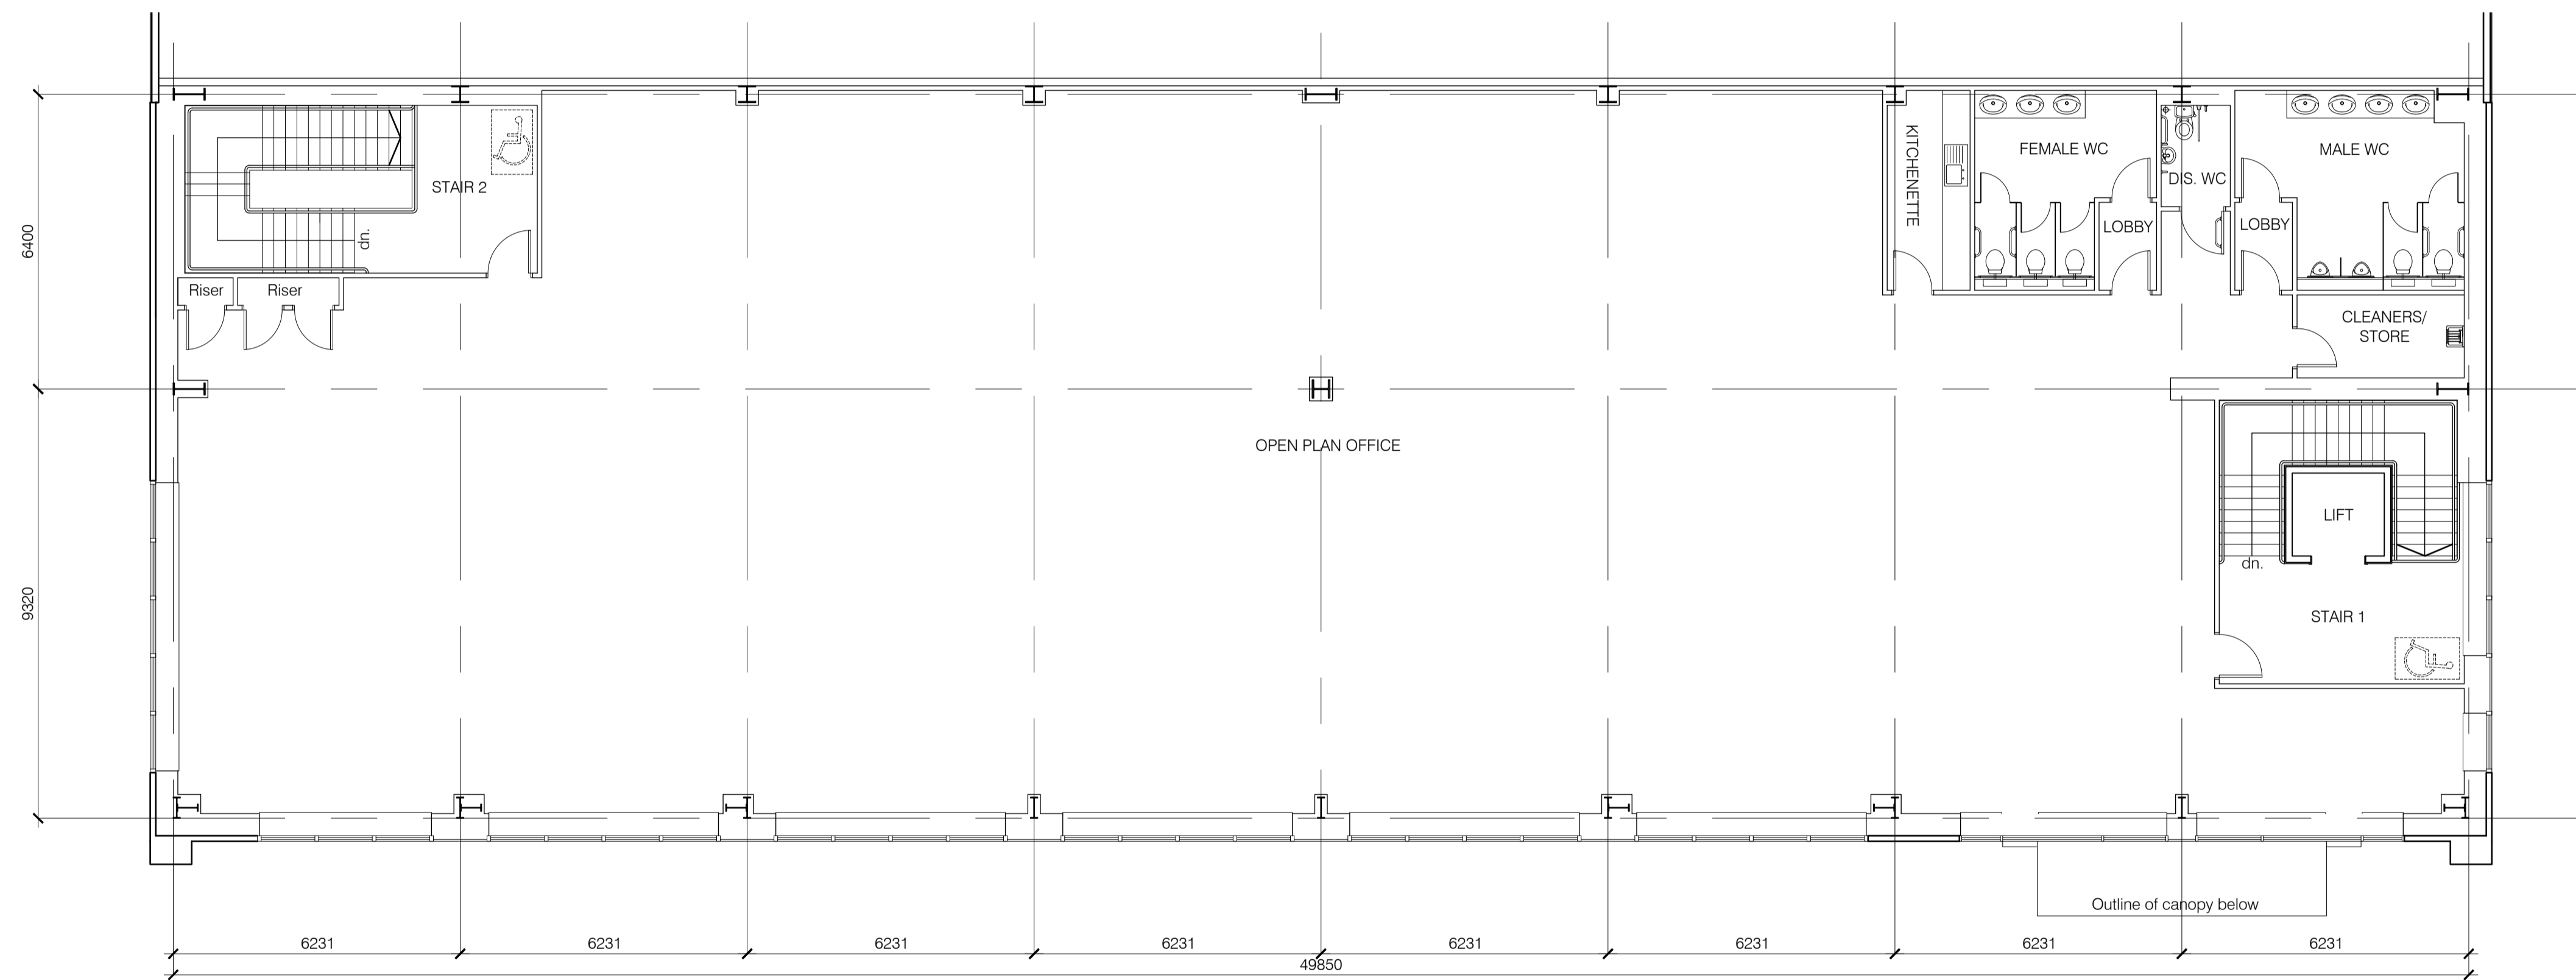 KITCHENETTE
FEMALE WC
MALE WC
STAIR 2
DIS. WC
LOBBY
LOBBY
dn.
6400
Riser
Riser
CLEANERS/
STORE
OPEN PLAN OFFICE
LIFT
dn.
9320
STAIR 1
Outline of canopy below
6231
6231
6231
6231
6231
6231
6231
6231
49850